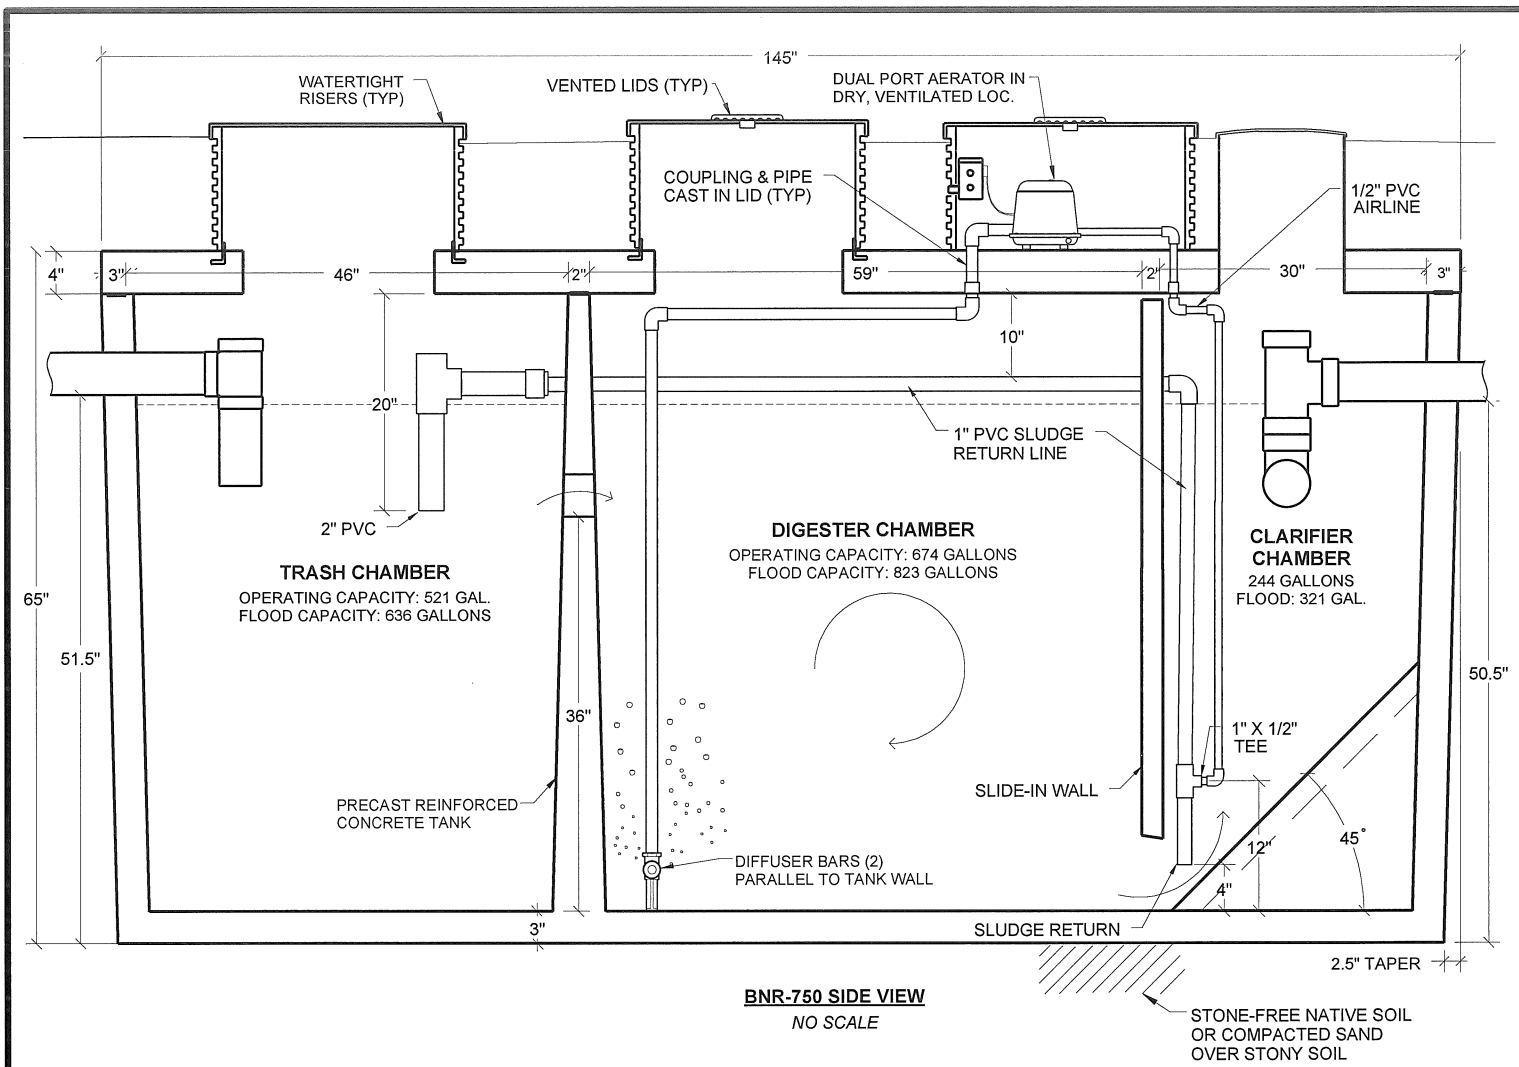 145"
WATERTIGHT
RISERS (TYP)
VENTED LIDS (TYP)
DUAL PORT AERATOR IN
DRY, VENTILATED LOC.
COUPLING & PIPE
CAST IN LID (TYP)
1/2" PVC
AIRLINE
4"
3"
46"
2"
59"
2"
30"
3"
10"
20"
1" PVC SLUDGE
RETURN LINE
2" PVC
TRASH CHAMBER
OPERATING CAPACITY: 521 GAL.
FLOOD CAPACITY: 636 GALLONS
DIGESTER CHAMBER
OPERATING CAPACITY: 674 GALLONS
FLOOD CAPACITY: 823 GALLONS
CLARIFIER
CHAMBER
244 GALLONS
FLOOD: 321 GAL.
65"
51.5"
50.5"
36"
1" X 1/2"
TEE
SLIDE-IN WALL
PRECAST REINFORCED
CONCRETE TANK
12"
45°
DIFFUSER BARS (2)
PARALLEL TO TANK WALL
4"
3"
SLUDGE RETURN
2.5" TAPER
BNR-750 SIDE VIEW
NO SCALE
STONE-FREE NATIVE SOIL
OR COMPACTED SAND
OVER STONY SOIL